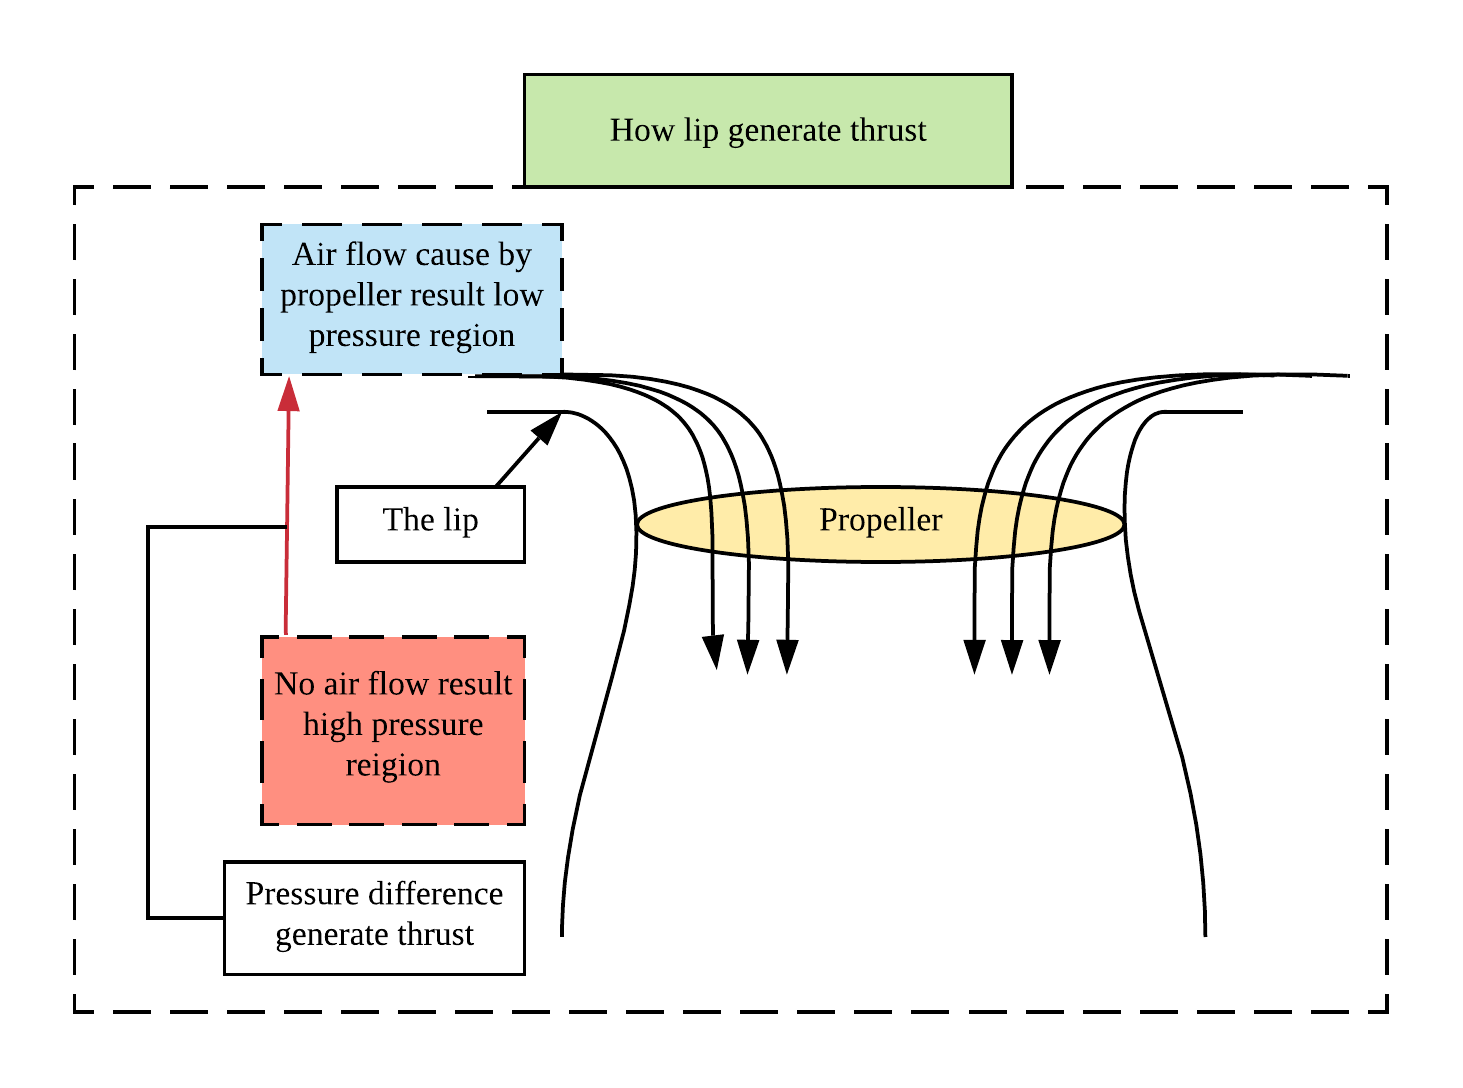 How lip generate thrust
Air flow cause by
propeller result low
pressure region
The lip
Propeller
No air flow result
high pressure
reigion
Pressure difference
generate thrust